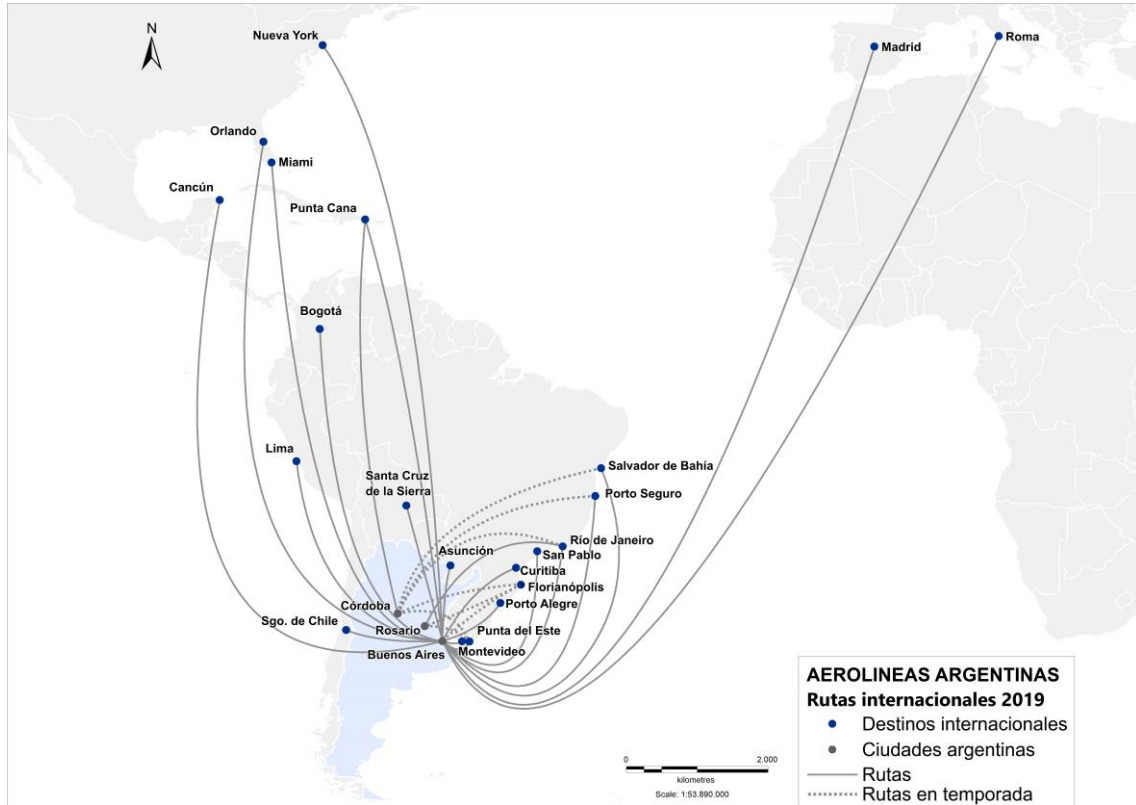 N
Nueva York
Madrid
Roma
Orlando
Miami
Cancún
Punta Cana
Bogotá
Lima
Santa Cruz
de la Sierra
Salvador de Bahía
Porto Seguro
Río de Janeiro
San Pablo
Asunción
Curitiba
Florianópolis
Porto Alegre
Córdoba
Sgo. de Chile
Rosario
Punta del Este
Buenos Aires
Montevideo
AEROLINEAS ARGENTINAS
Rutas internacionales 2019
Destinos internacionales
Ciudades argentinas
Rutas
Rutas en temporada
0 2.000
kilometres
Scale: 1:53.890.000